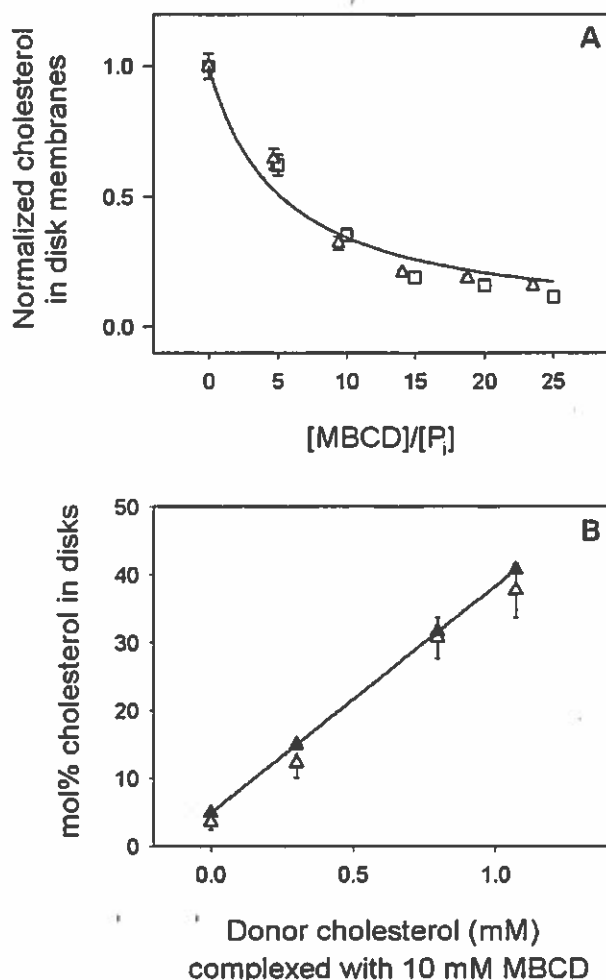 A
Normalized cholesterol
in disk membranes
1.0
0.5
0.0
0 5 10 15 20 25
[MBCD]/[Pi]
B
mol% cholesterol in disks
50
40
30
20
10
0
0.0 0.5 1.0
Donor cholesterol (mM)
complexed with 10 mM MBCD